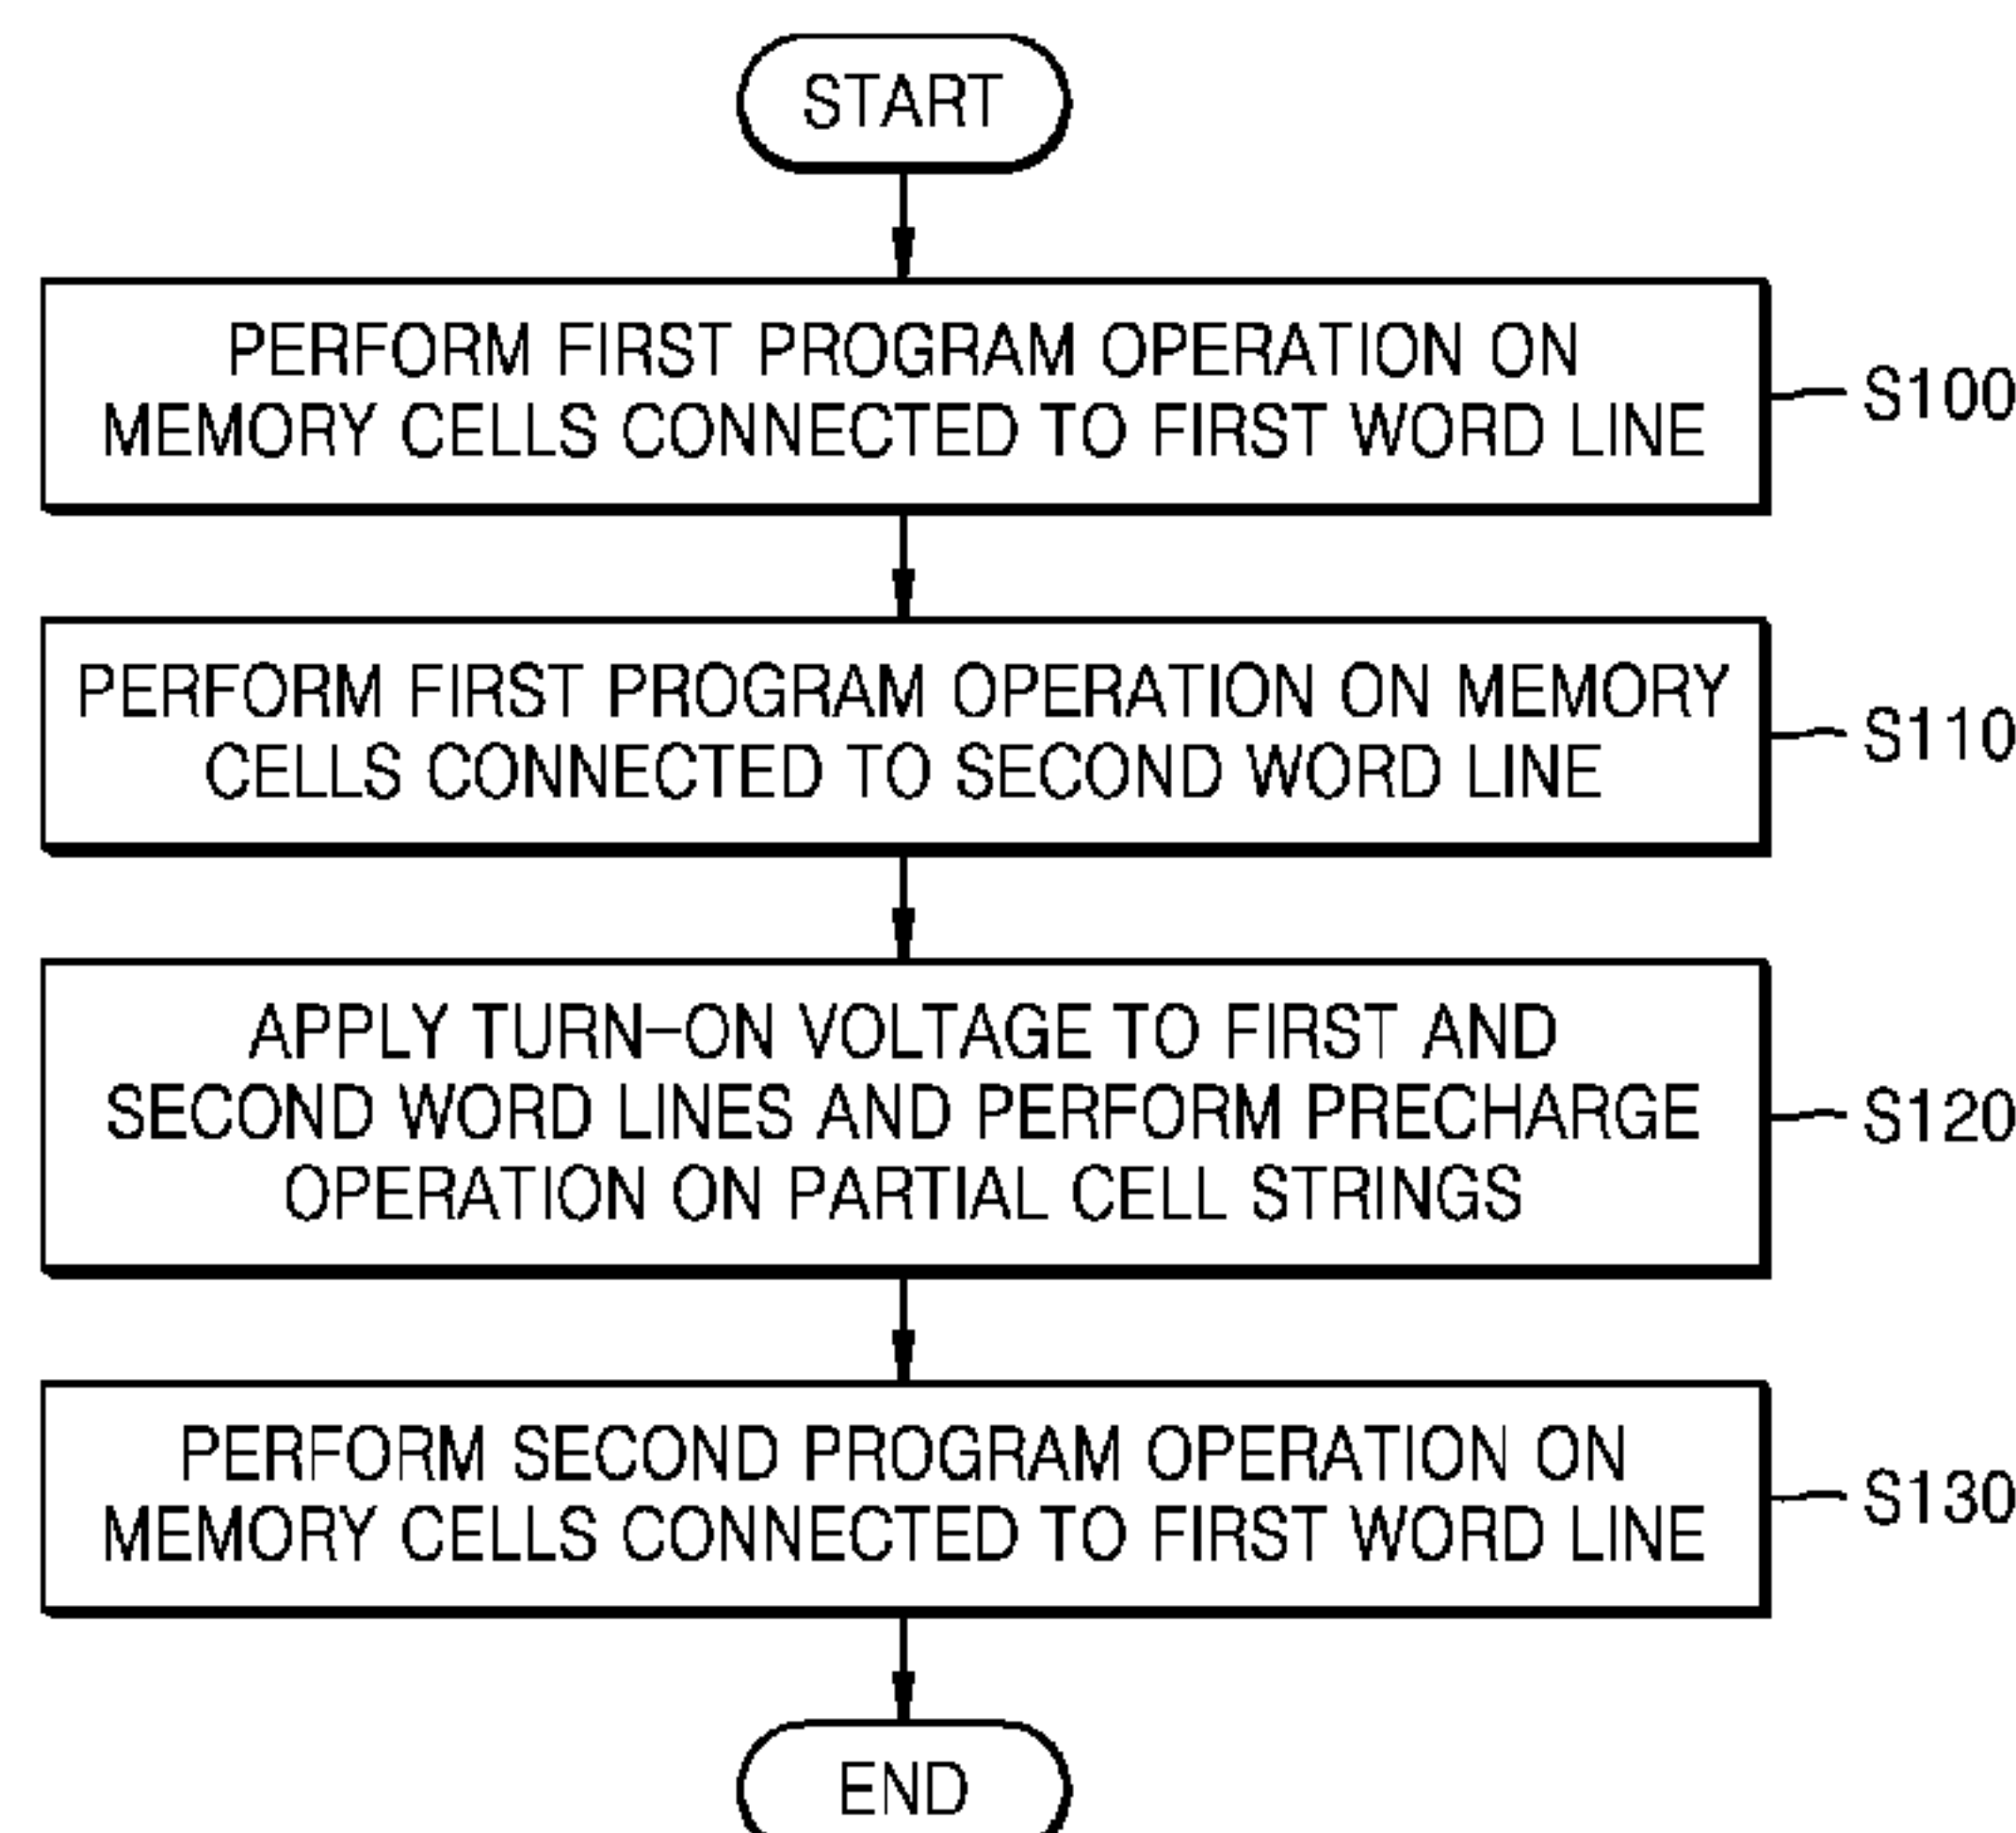 START
PERFORM FIRST PROGRAM OPERATION ON
MEMORY CELLS CONNECTED TO FIRST WORD LINE
S100
PERFORM FIRST PROGRAM OPERATION ON MEMORY
CELLS CONNECTED TO SECOND WORD LINE
S110
APPLY TURN-ON VOLTAGE TO FIRST AND
SECOND WORD LINES AND PERFORM PRECHARGE
OPERATION ON PARTIAL CELL STRINGS
S120
PERFORM SECOND PROGRAM OPERATION ON
MEMORY CELLS CONNECTED TO FIRST WORD LINE
S130
END